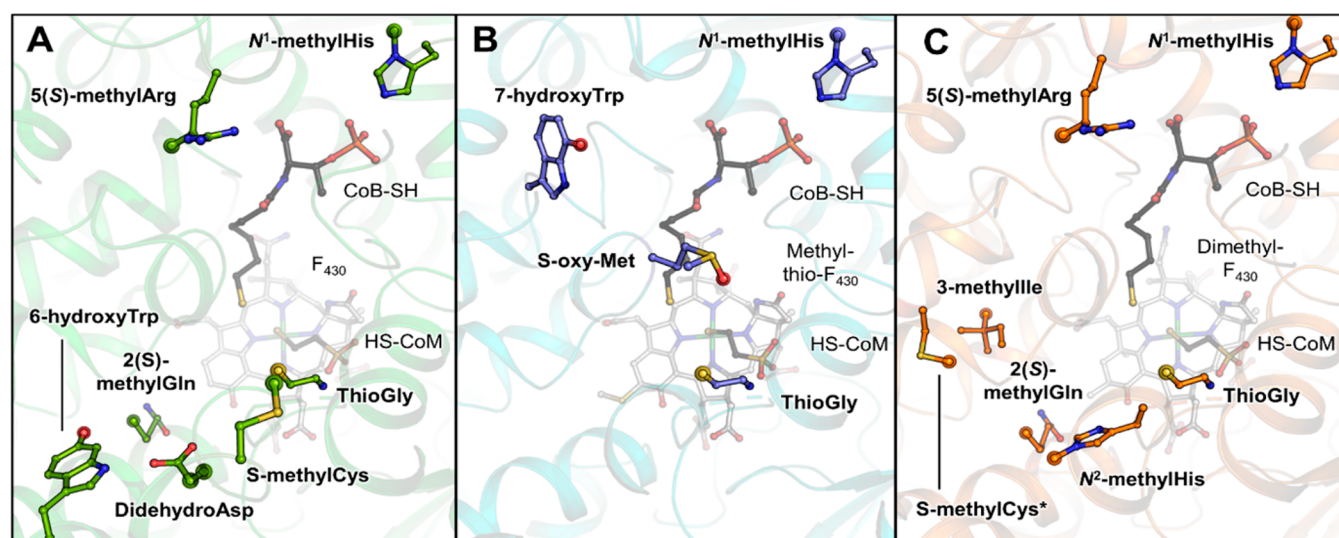 A
N¹-methylHis
5(S)-methylArg
CoB-SH
F₄₃₀
6-hydroxyTrp
2(S)-
methylGln
HS-CoM
ThioGly
S-methylCys
DidehydroAsp
B
N¹-methylHis
7-hydroxyTrp
CoB-SH
S-oxy-Met
Methyl-
thio-F₄₃₀
HS-CoM
ThioGly
C
N¹-methylHis
5(S)-methylArg
CoB-SH
Dimethyl-
F₄₃₀
3-methylIle
2(S)-
methylGln
HS-CoM
ThioGly
N²-methylHis
S-methylCys*